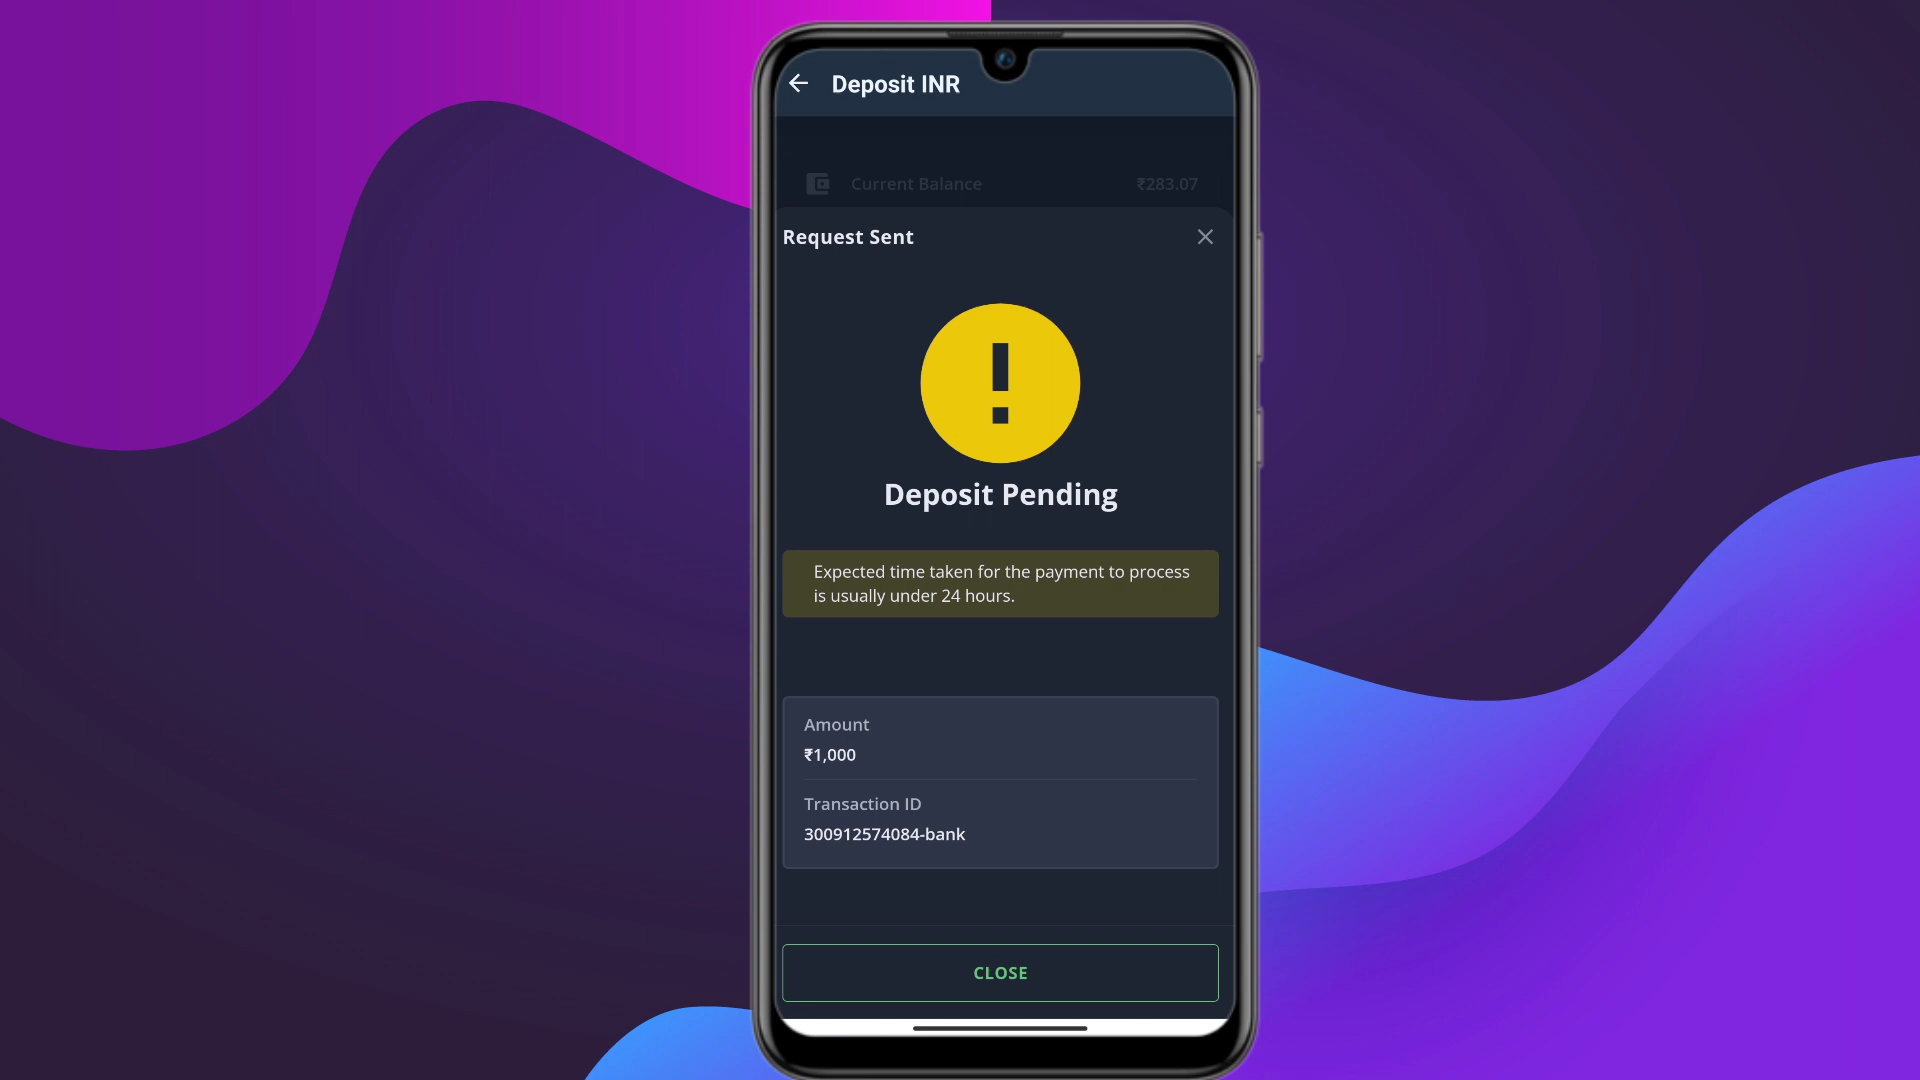 Deposit INR
Current Balance ₹283.07
Request Sent
Deposit Pending
Expected time taken for the payment to process
is usually under 24 hours.
Amount
₹1,000
Transaction ID
300912574084-bank
CLOSE